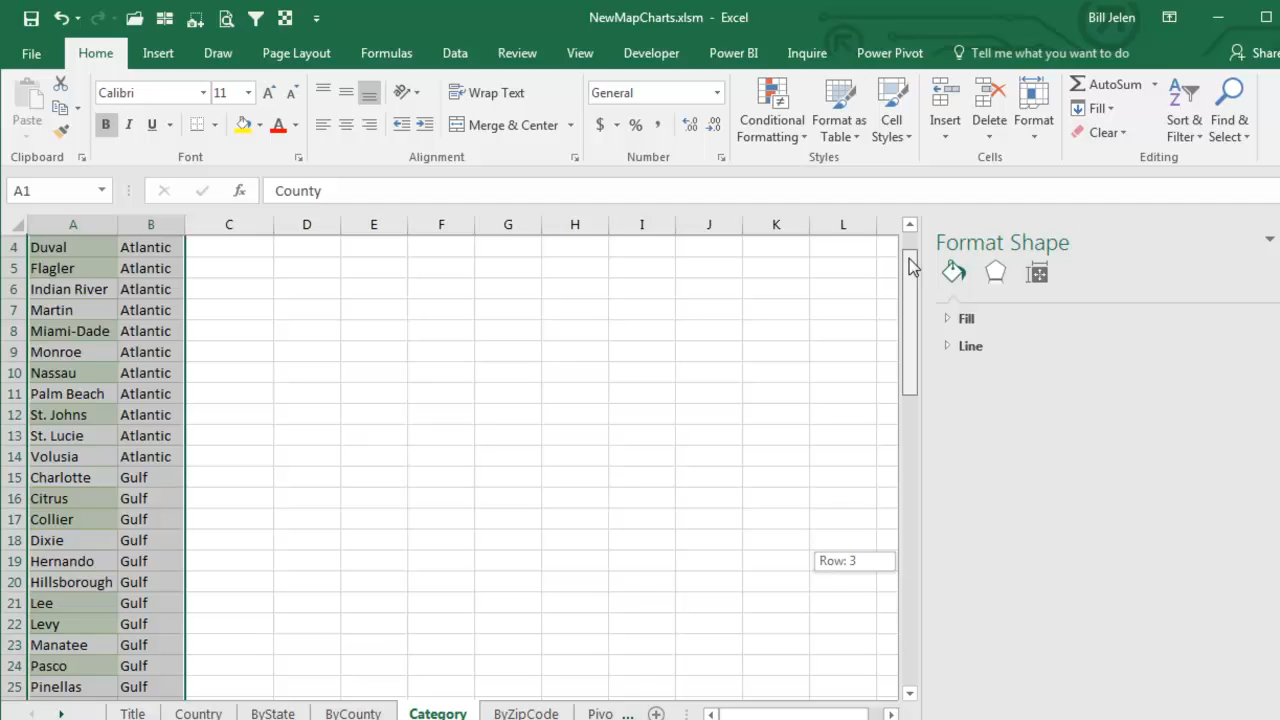 NewMapCharts.xlsm - Excel
Bill Jelen
File Home Insert Draw Page Layout Formulas Data Review View Developer Power BI Inquire Power Pivot Tell me what you want to do
Paste
Calibri 11
B I U
Wrap Text
Merge & Center
General
$ % ,
Conditional Formatting
Format as Table
Cell Styles
Insert
Delete
Format
AutoSum
Fill
Clear
Sort & Filter
Find & Select
Clipboard Font Alignment Number Styles Cells Editing
A1 fx County
A B C D E F G H I J K L
4 Duval Atlantic
5 Flagler Atlantic
6 Indian River Atlantic
7 Martin Atlantic
8 Miami-Dade Atlantic
9 Monroe Atlantic
10 Nassau Atlantic
11 Palm Beach Atlantic
12 St. Johns Atlantic
13 St. Lucie Atlantic
14 Volusia Atlantic
15 Charlotte Gulf
16 Citrus Gulf
17 Collier Gulf
18 Dixie Gulf
19 Hernando Gulf
20 Hillsborough Gulf
21 Lee Gulf
22 Levy Gulf
23 Manatee Gulf
24 Pasco Gulf
25 Pinellas Gulf
Row: 3
Format Shape
Fill
Line
Title Country ByState ByCounty Category ByZipCode Pivo ...